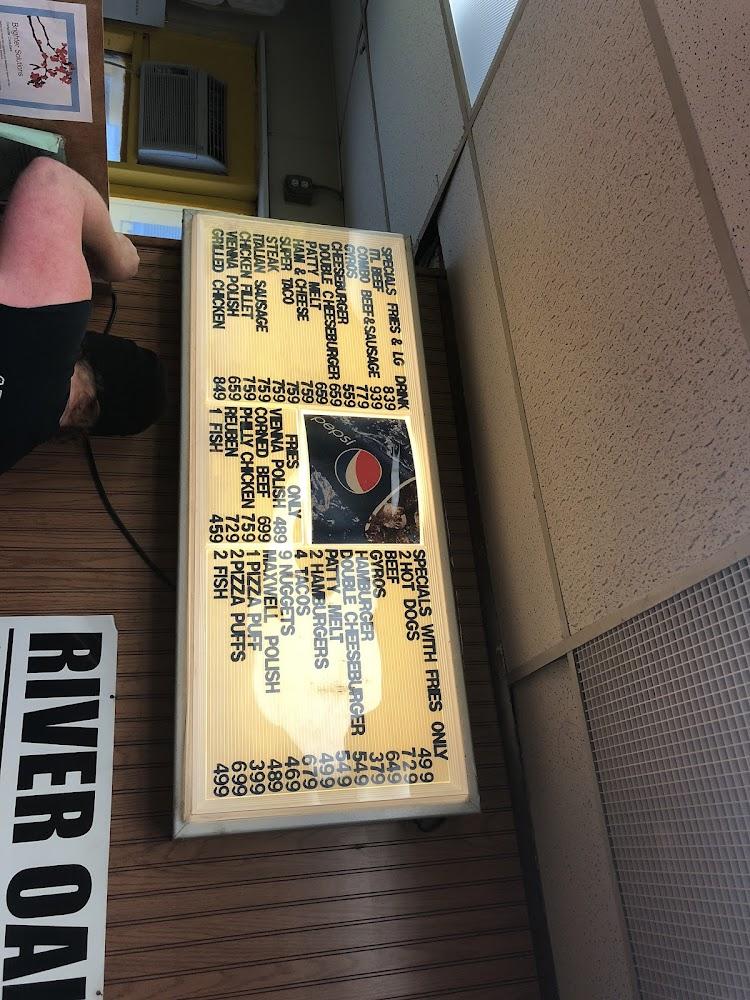 Brighter Solutions
SPECIALS FRIES & LG DRINK
ITL BEEF 839
COMBO BEEF&SAUSAGE 939
GYROS 779
CHEESEBURGER 559
DOUBLE CHEESEBURGER 659
PATTY MELT 689
HAM & CHEESE 759
SUPER TACO 759
STEAK 759
ITALIAN SAUSAGE 759
CHICKEN FILLET 759
VIENNA POLISH 659
GRILLED CHICKEN 849
pepsi
FRIES ONLY
VIENNA POLISH 489
CORNED BEEF 699
PHILLY CHICKEN 759
REUBEN 729
1 FISH 459
SPECIALS WITH FRIES ONLY
2 HOT DOGS 499
BEEF 729
GYROS 649
HAMBURGER 379
DOUBLE CHEESEBURGER 549
PATTY MELT 549
2 HAMBURGERS 499
4 TACOS 679
9 NUGGETS 469
MAXWELL POLISH 489
1 PIZZA PUFF 399
2 PIZZA PUFFS 699
2 FISH 499
RIVER OA